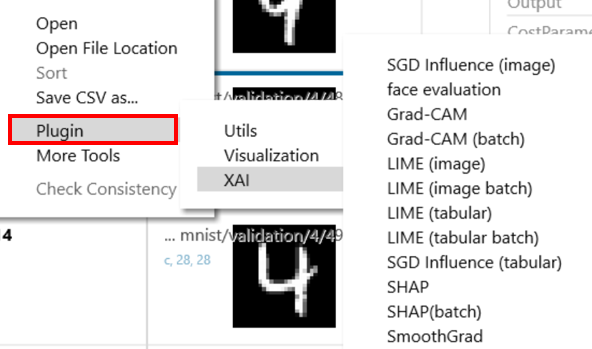 Open
Open File Location
Sort
Save CSV as...
Plugin
More Tools
Check Consistency
Utils
Visualization
XAI
SGD Influence (image)
face evaluation
Grad-CAM
Grad-CAM (batch)
LIME (image)
LIME (image batch)
LIME (tabular)
LIME (tabular batch)
SGD Influence (tabular)
SHAP
SHAP(batch)
SmoothGrad
Output
CostParame
mnist/validation/4/48
14
... mnist/validation/4/49
c, 28, 28